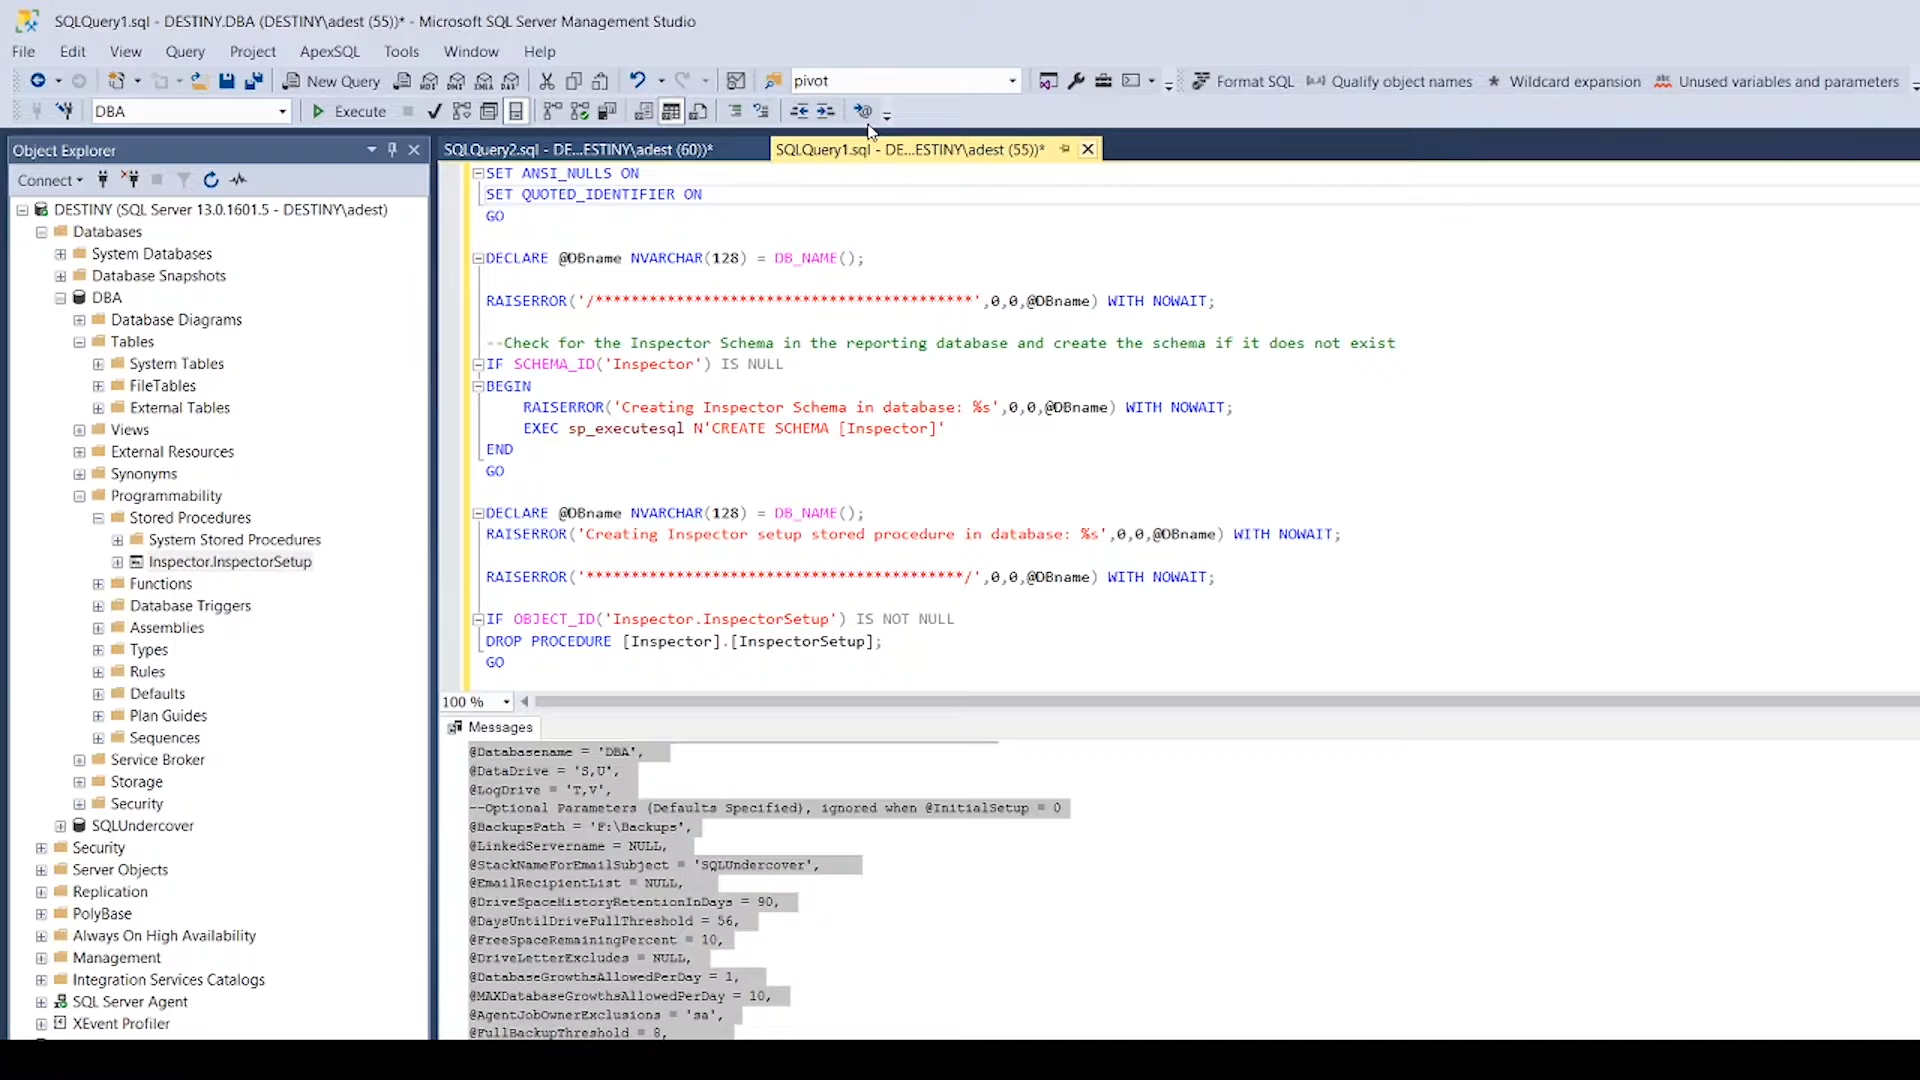 SQLQuery1.sql - DESTINY.DBA (DESTINY\adest (55))* - Microsoft SQL Server Management Studio
File Edit View Query Project ApexSQL Tools Window Help
New Query pivot Format SQL Qualify object names Wildcard expansion Unused variables and parameters
DBA Execute
Object Explorer
Connect
DESTINY (SQL Server 13.0.1601.5 - DESTINY\adest)
Databases
System Databases
Database Snapshots
DBA
Database Diagrams
Tables
System Tables
FileTables
External Tables
Views
External Resources
Synonyms
Programmability
Stored Procedures
System Stored Procedures
Inspector.InspectorSetup
Functions
Database Triggers
Assemblies
Types
Rules
Defaults
Plan Guides
Sequences
Service Broker
Storage
Security
SQLUndercover
Security
Server Objects
Replication
PolyBase
Always On High Availability
Management
Integration Services Catalogs
SQL Server Agent
XEvent Profiler
SQLQuery2.sql - DE...ESTINY\adest (60))* SQLQuery1.sql - DE...ESTINY\adest (55))*
SET ANSI_NULLS ON
SET QUOTED_IDENTIFIER ON
GO
DECLARE @DBname NVARCHAR(128) = DB_NAME();
RAISERROR('/******************************************',0,0,@DBname) WITH NOWAIT;
--Check for the Inspector Schema in the reporting database and create the schema if it does not exist
IF SCHEMA_ID('Inspector') IS NULL
BEGIN
RAISERROR('Creating Inspector Schema in database: %s',0,0,@DBname) WITH NOWAIT;
EXEC sp_executesql N'CREATE SCHEMA [Inspector]'
END
GO
DECLARE @DBname NVARCHAR(128) = DB_NAME();
RAISERROR('Creating Inspector setup stored procedure in database: %s',0,0,@DBname) WITH NOWAIT;
RAISERROR('******************************************/',0,0,@DBname) WITH NOWAIT;
IF OBJECT_ID('Inspector.InspectorSetup') IS NOT NULL
DROP PROCEDURE [Inspector].[InspectorSetup];
GO
100 %
Messages
@Databasename = 'DBA',
@DataDrive = 'S,U',
@LogDrive = 'T,V',
--Optional Parameters (Defaults Specified), ignored when @InitialSetup = 0
@BackupsPath = 'F:\Backups',
@LinkedServername = NULL,
@StackNameForEmailSubject = 'SQLUndercover',
@EmailRecipientList = NULL,
@DriveSpaceHistoryRetentionInDays = 90,
@DaysUntilDriveFullThreshold = 56,
@FreeSpaceRemainingPercent = 10,
@DriveLetterExcludes = NULL,
@DatabaseGrowthsAllowedPerDay = 1,
@MAXDatabaseGrowthsAllowedPerDay = 10,
@AgentJobOwnerExclusions = 'sa',
@FullBackupThreshold = 8,